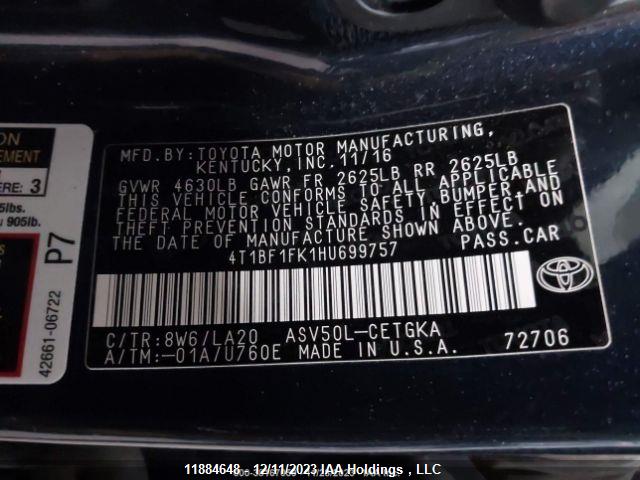 MFD. BY: TOYOTA MOTOR MANUFACTURING,
KENTUCKY, INC. 11/16
GVWR 4630LB GAWR FR 2625LB RR 2625LB
THIS VEHICLE CONFORMS TO ALL APPLICABLE
FEDERAL MOTOR VEHICLE SAFETY, BUMPER, AND
THEFT PREVENTION STANDARDS IN EFFECT ON
THE DATE OF MANUFACTURE SHOWN ABOVE.
4T1BF1FK1HU699757 PASS. CAR
C/TR: 8W6/LA20 ASV50L-CETGKA
A/TM: -01A/U760E MADE IN U.S.A. 72706
3
905lb.
P7
42661-06722
11884648 - 12/11/2023 IAA Holdings , LLC